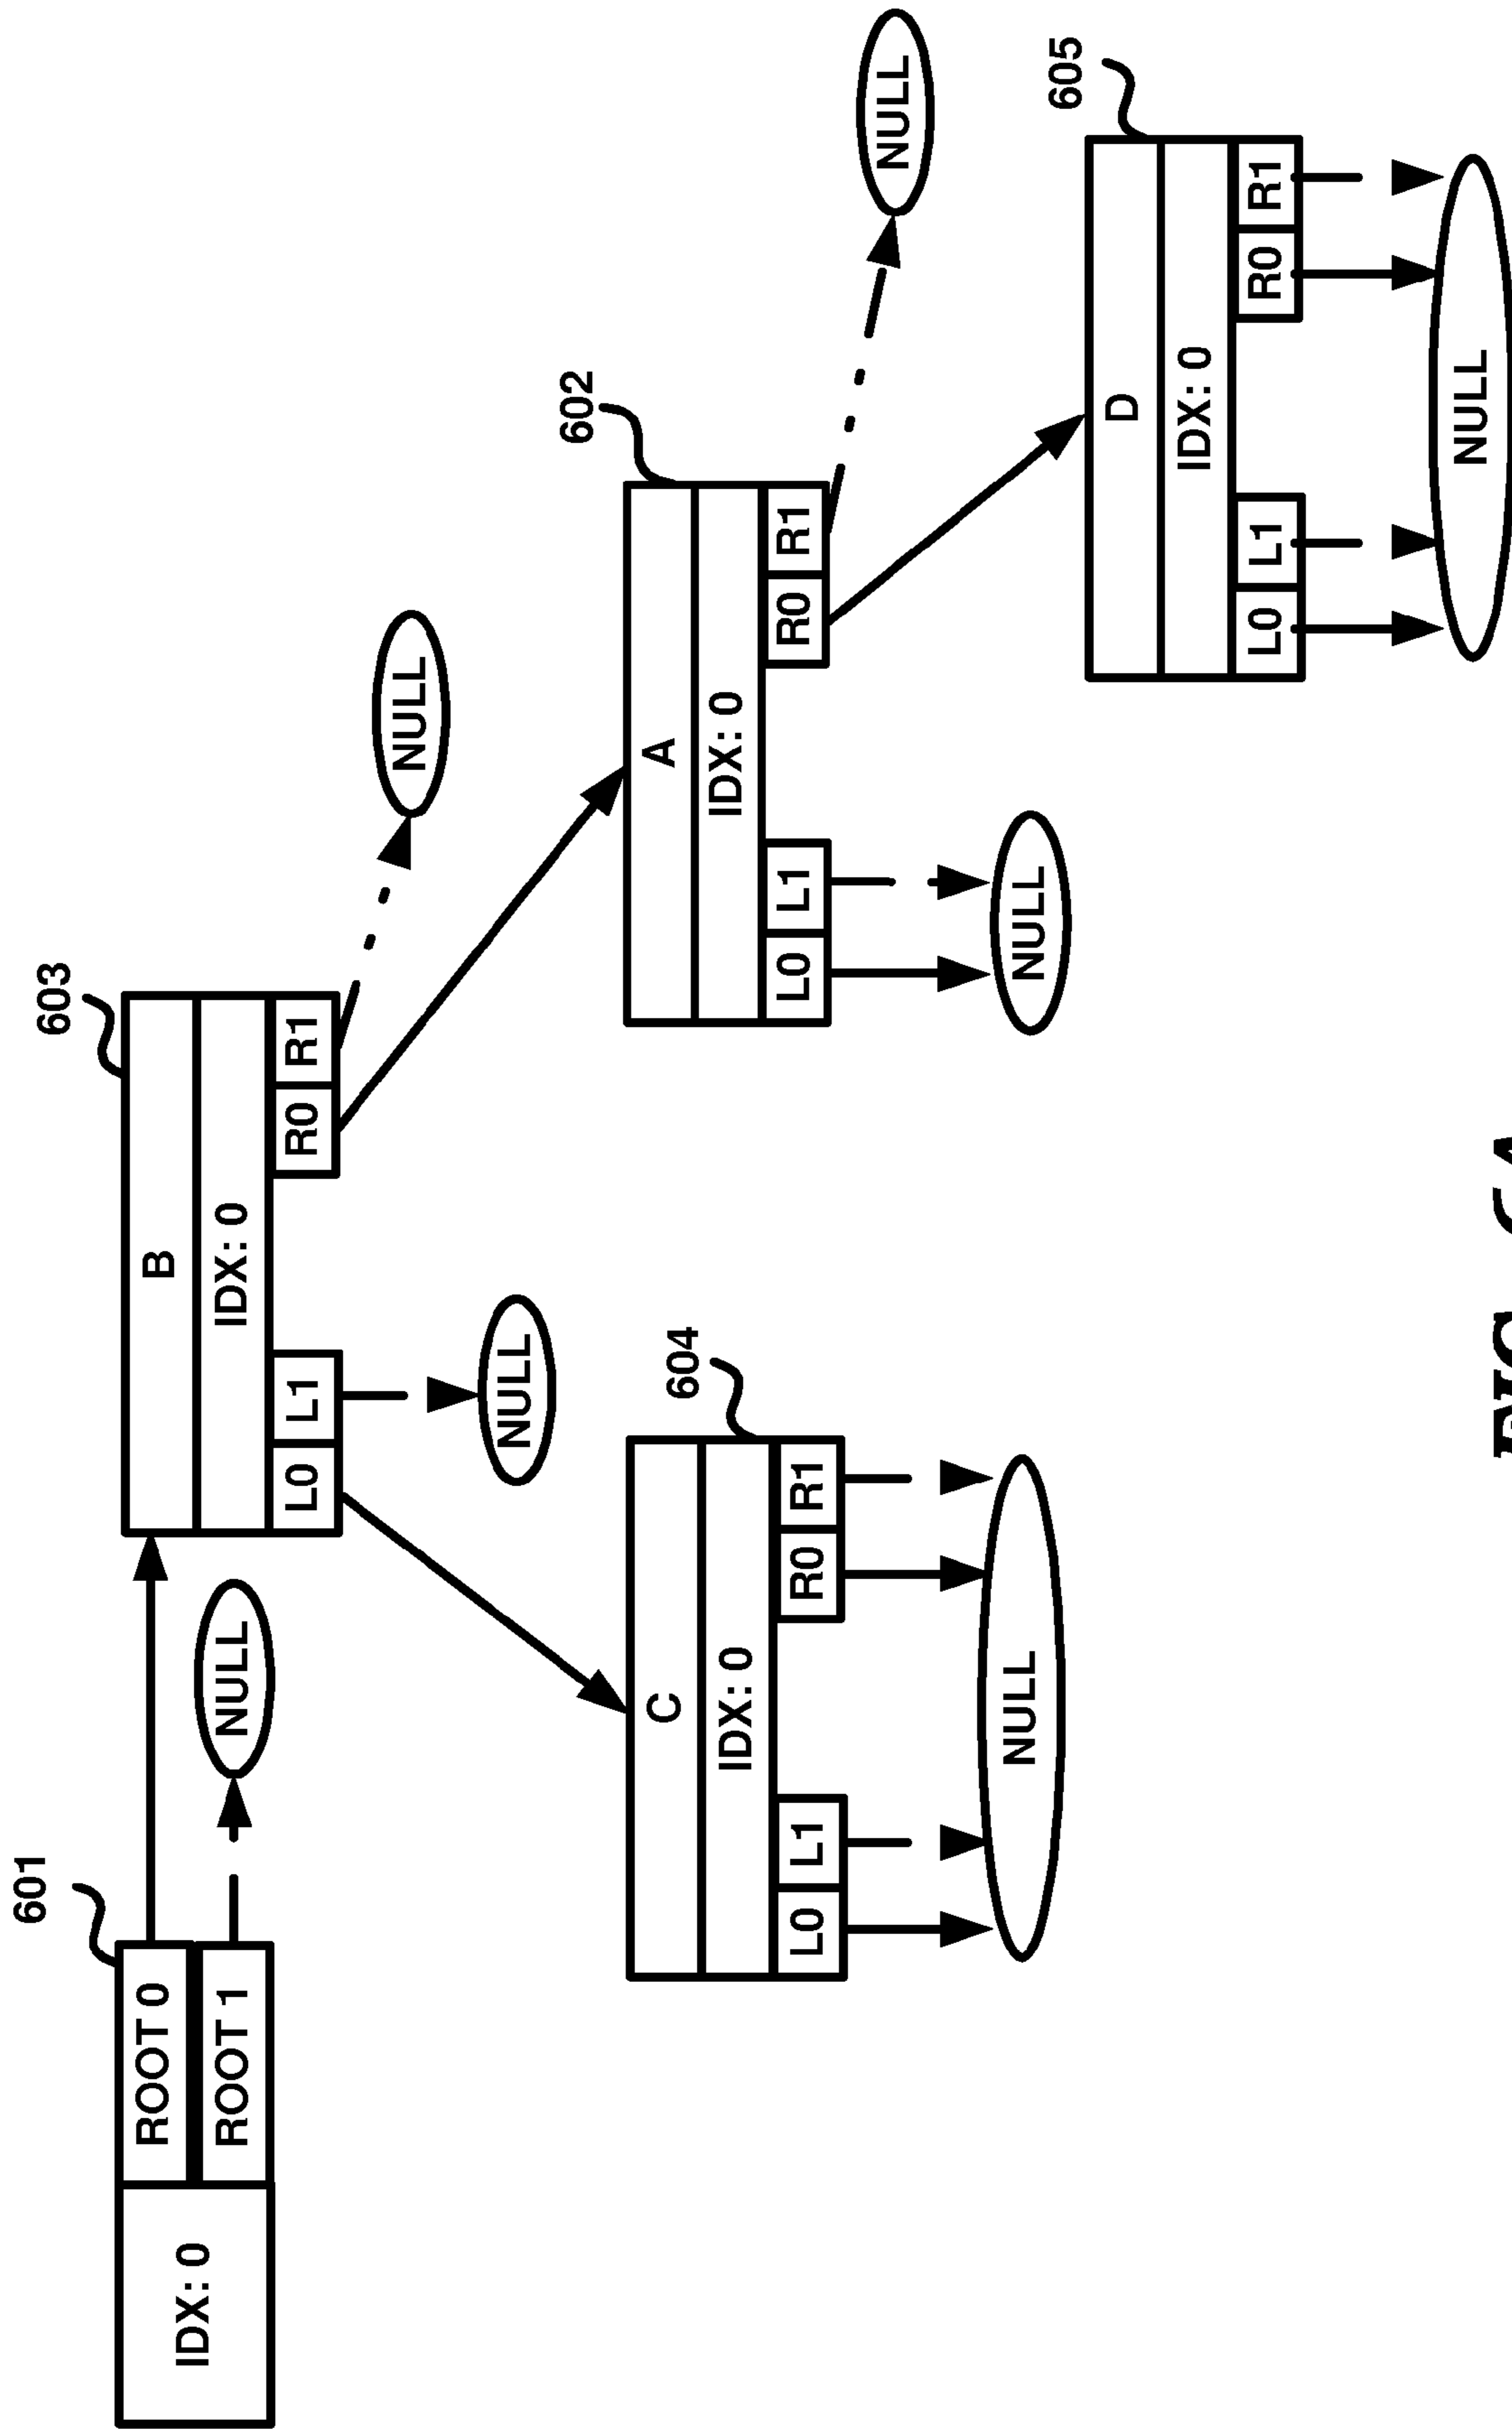 601
ROOT 0
ROOT 1
IDX: 0
NULL
603
B
IDX: 0
L0 L1 R0 R1
NULL
NULL
604
C
IDX: 0
L0 L1 R0 R1
NULL
602
A
IDX: 0
L0 L1 R0 R1
NULL
NULL
605
D
IDX: 0
L0 L1 R0 R1
NULL